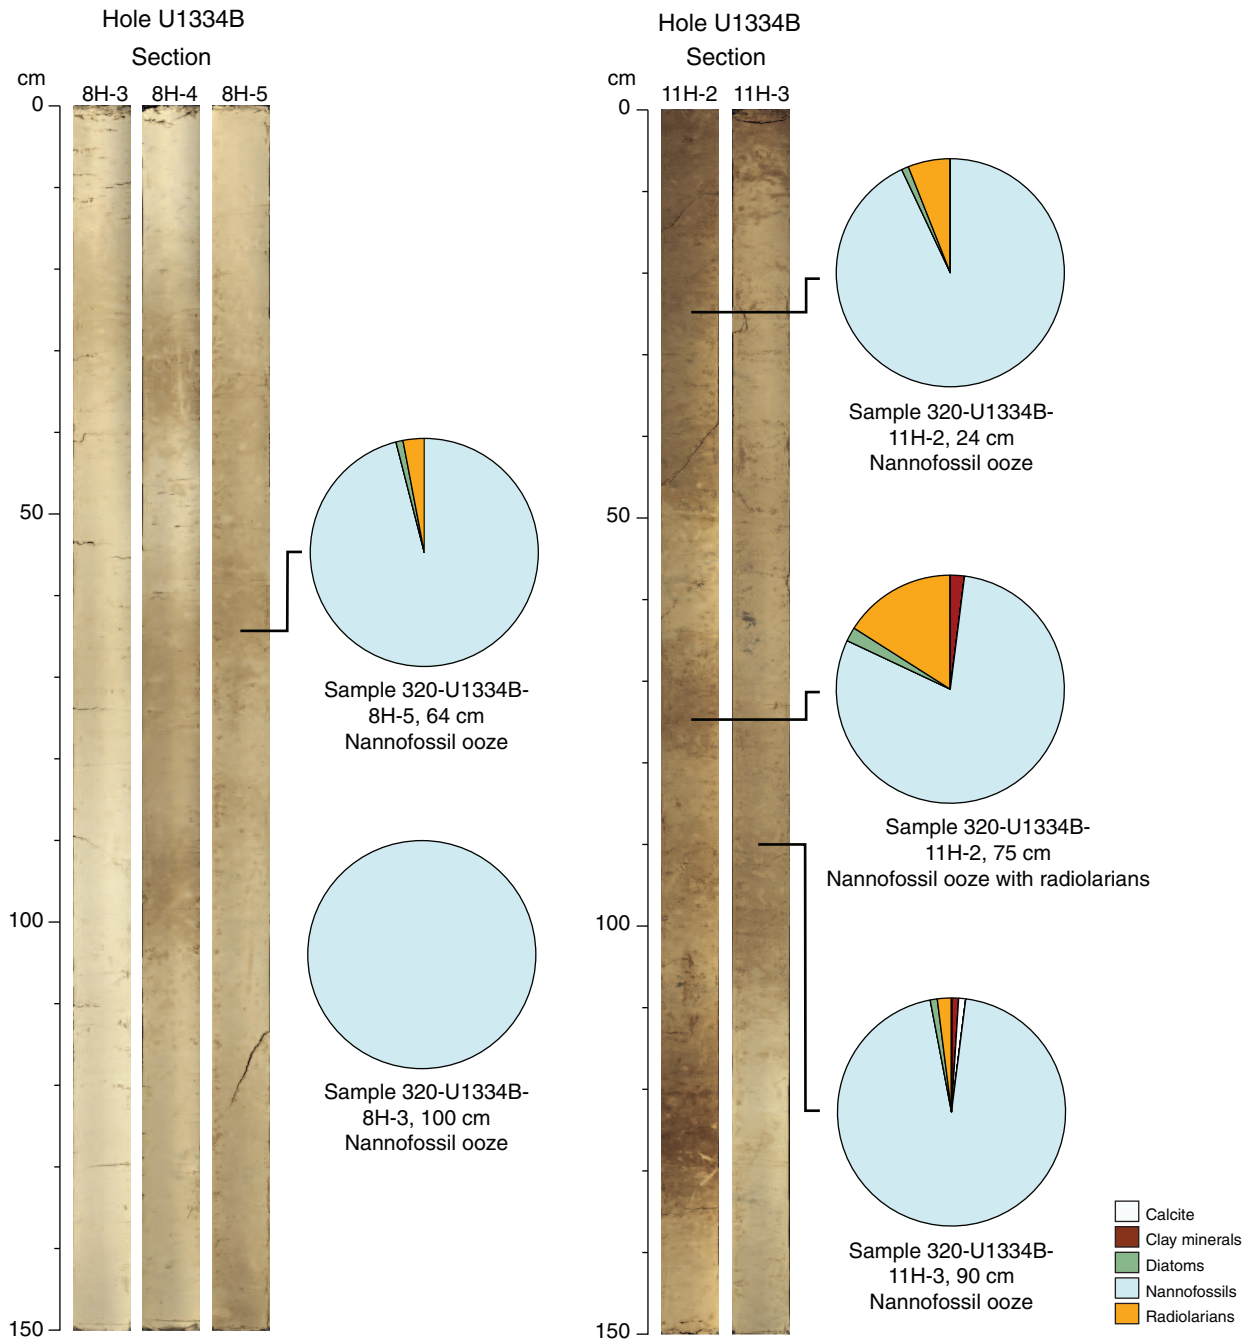 Hole U1334B
Section
cm
8H-3 8H-4 8H-5
0
50
100
150
Sample 320-U1334B-
8H-5, 64 cm
Nannofossil ooze
Sample 320-U1334B-
8H-3, 100 cm
Nannofossil ooze
Hole U1334B
Section
cm
11H-2 11H-3
0
50
100
150
Sample 320-U1334B-
11H-2, 24 cm
Nannofossil ooze
Sample 320-U1334B-
11H-2, 75 cm
Nannofossil ooze with radiolarians
Sample 320-U1334B-
11H-3, 90 cm
Nannofossil ooze
Calcite
Clay minerals
Diatoms
Nannofossils
Radiolarians